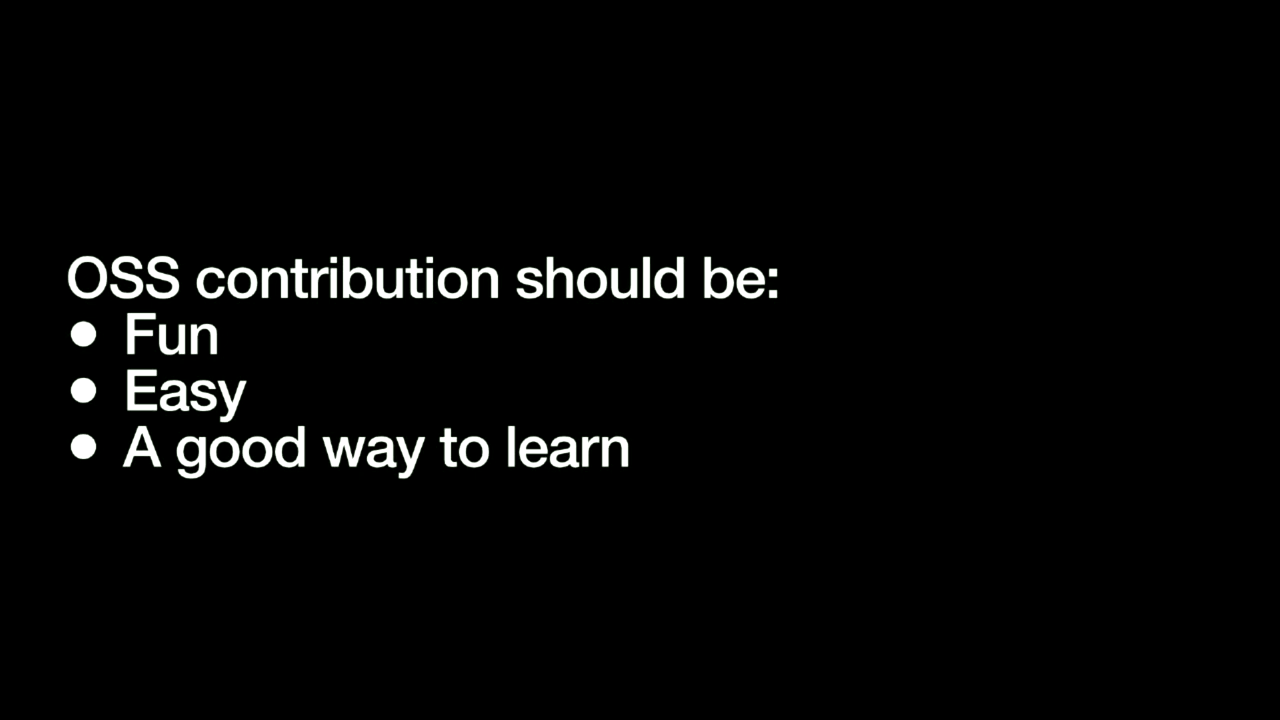 OSS contribution should be:
● Fun
● Easy
● A good way to learn